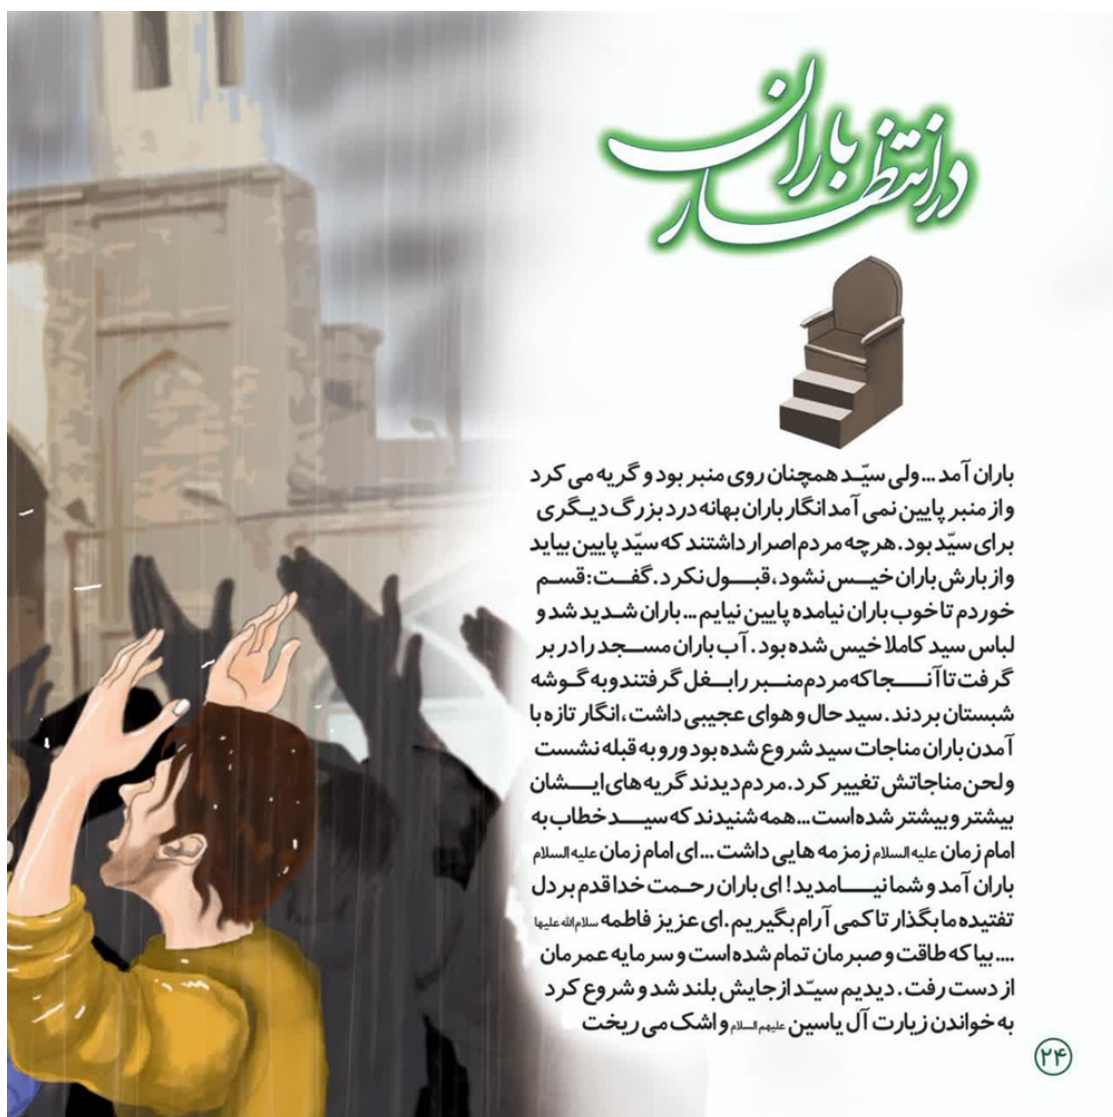 در انتظار باران
باران آمد...ولی سیّد همچنان روی منبر بود و گریه می کرد
و از منبر پایین نمی آمد انگار باران بهانه درد بزرگ دیگری
برای سیّد بود. هرچه مردم اصرار داشتند که سیّد پایین بیاید
و از بارش باران خیس نشود، قبول نکرد. گفت: قسم
خوردم تا خوب باران نیامده پایین نیایم... باران شدید شد و
لباس سید کاملا خیس شده بود. آب باران مسجد را در بر
گرفت تا آنجا که مردم منبر را بغل گرفتند و به گوشه
شبستان بردند. سید حال و هوای عجیبی داشت، انگار تازه با
آمدن باران مناجات سید شروع شده بود ورو به قبله نشست
و لحن مناجاتش تغییر کرد. مردم دیدند گریه های ایشان
بیشتر و بیشتر شده است... همه شنیدند که سید خطاب به
امام زمان علیه السلام زمزمه هایی داشت... ای امام زمان علیه السلام
باران آمد و شما نیامدید! ای باران رحمت خدا قدم بر دل
تفتیده ما بگذار تا کمی آرام بگیریم. ای عزیز فاطمه سلام الله علیها
.... بیا که طاقت و صبرمان تمام شده است و سرمایه عمرمان
از دست رفت. دیدیم سیّد از جایش بلند شد و شروع کرد
به خواندن زیارت آل یاسین علیهم السلام و اشک می ریخت
۲۴